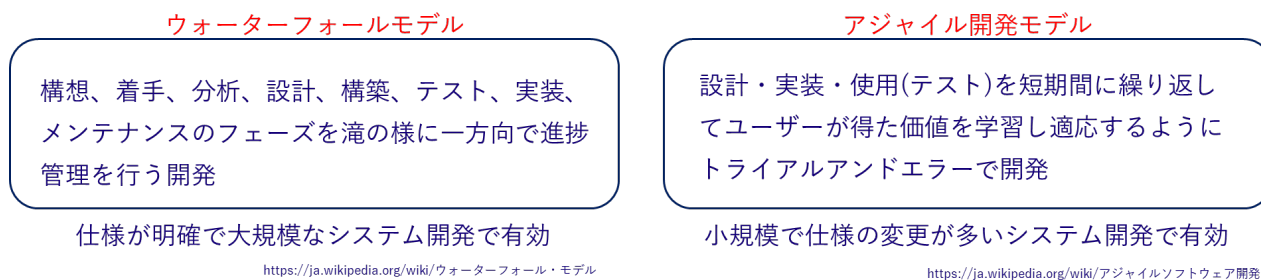 ウォーターフォールモデル
構想、着手、分析、設計、構築、テスト、実装、
メンテナンスのフェーズを滝の様に一方向で進捗
管理を行う開発
仕様が明確で大規模なシステム開発で有効
https://ja.wikipedia.org/wiki/ウォーターフォール・モデル
アジャイル開発モデル
設計・実装・使用(テスト)を短期間に繰り返し
てユーザーが得た価値を学習し適応するように
トライアルアンドエラーで開発
小規模で仕様の変更が多いシステム開発で有効
https://ja.wikipedia.org/wiki/アジャイルソフトウェア開発